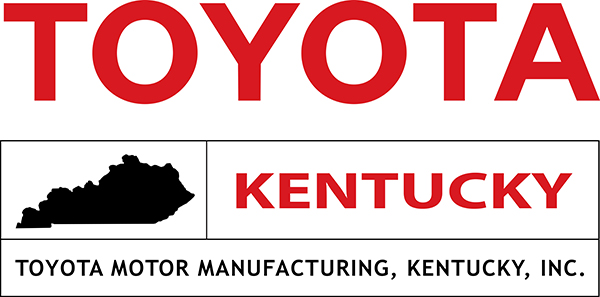 TOYOTA
KENTUCKY
TOYOTA MOTOR MANUFACTURING, KENTUCKY, INC.